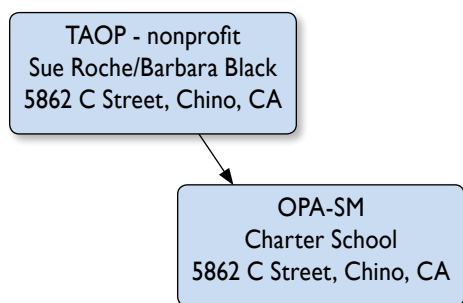 TAOP - nonprofit
Sue Roche/Barbara Black
5862 C Street, Chino, CA
OPA-SM
Charter School
5862 C Street, Chino, CA